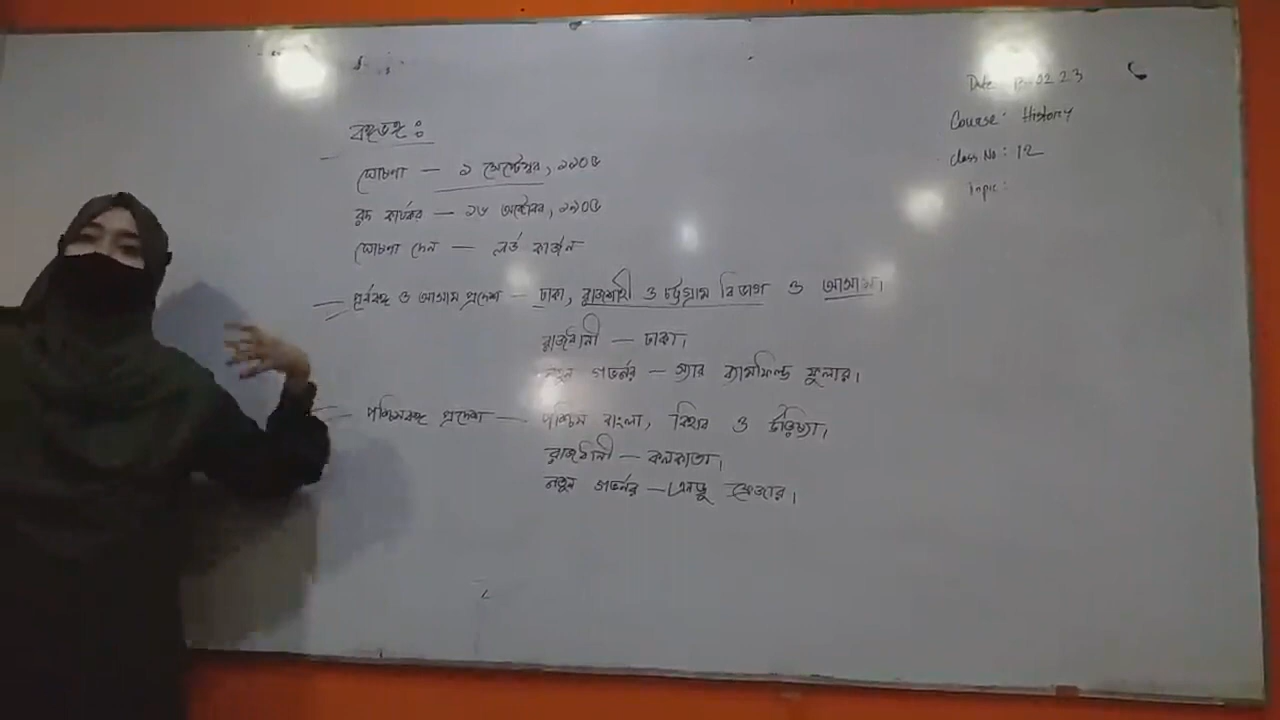 বঙ্গভঙ্গ :
ঘোষণা – ১ সেপ্টেম্বর, ১৯০৫
কার্যকর – ১৬ অক্টোবর, ১৯০৫
ঘোষণা দেন – লর্ড কার্জন
পূর্ববঙ্গ ও আসাম প্রদেশ – ঢাকা, রাজশাহী ও চট্টগ্রাম বিভাগ ও আসাম।
রাজধানী – ঢাকা।
নতুন গভর্নর – স্যার ব্যামফিল্ড ফুলার।
পশ্চিমবঙ্গ প্রদেশ – পশ্চিম বাংলা, বিহার ও উড়িষ্যা।
রাজধানী – কলকাতা।
নতুন গভর্নর – এনড্রু ফ্রেজার।
Date 13.02.23
Course: History
Class No: 12
Topic: